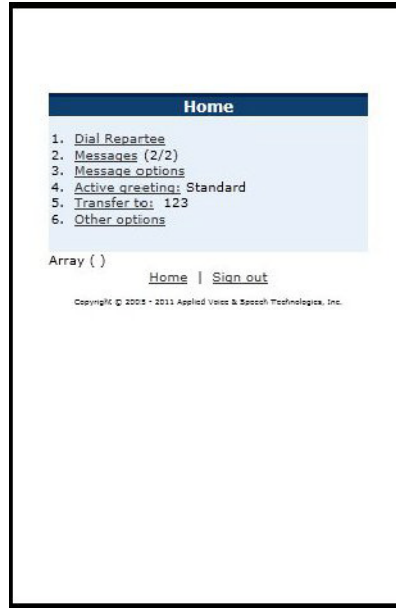 Home
1. Dial Repartee
2. Messages (2/2)
3. Message options
4. Active greeting: Standard
5. Transfer to: 123
6. Other options
Array ( )
Home | Sign out
Copyright © 2005 - 2011 Applied Voice & Speech Technologies, Inc.